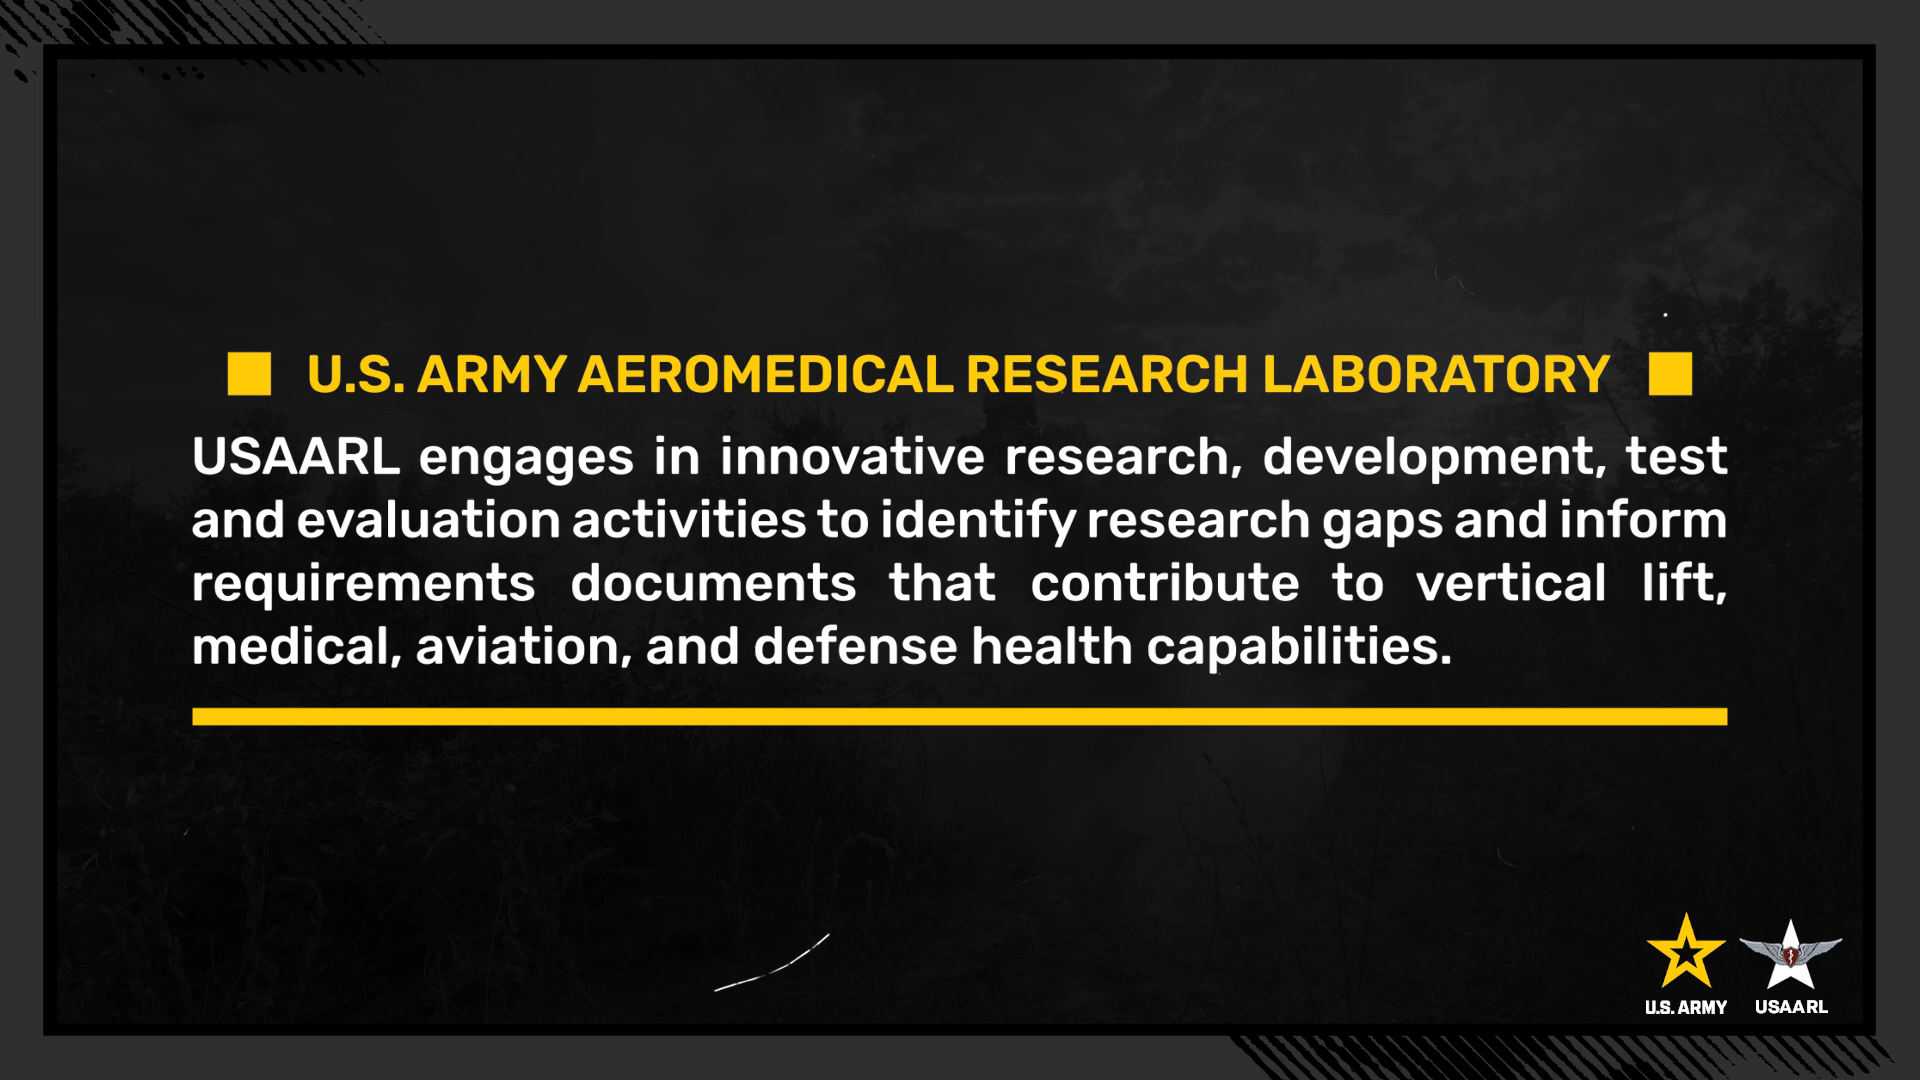 U.S. ARMY AEROMEDICAL RESEARCH LABORATORY
USAARL engages in innovative research, development, test
and evaluation activities to identify research gaps and inform
requirements documents that contribute to vertical lift,
medical, aviation, and defense health capabilities.
U.S. ARMY
USAARL